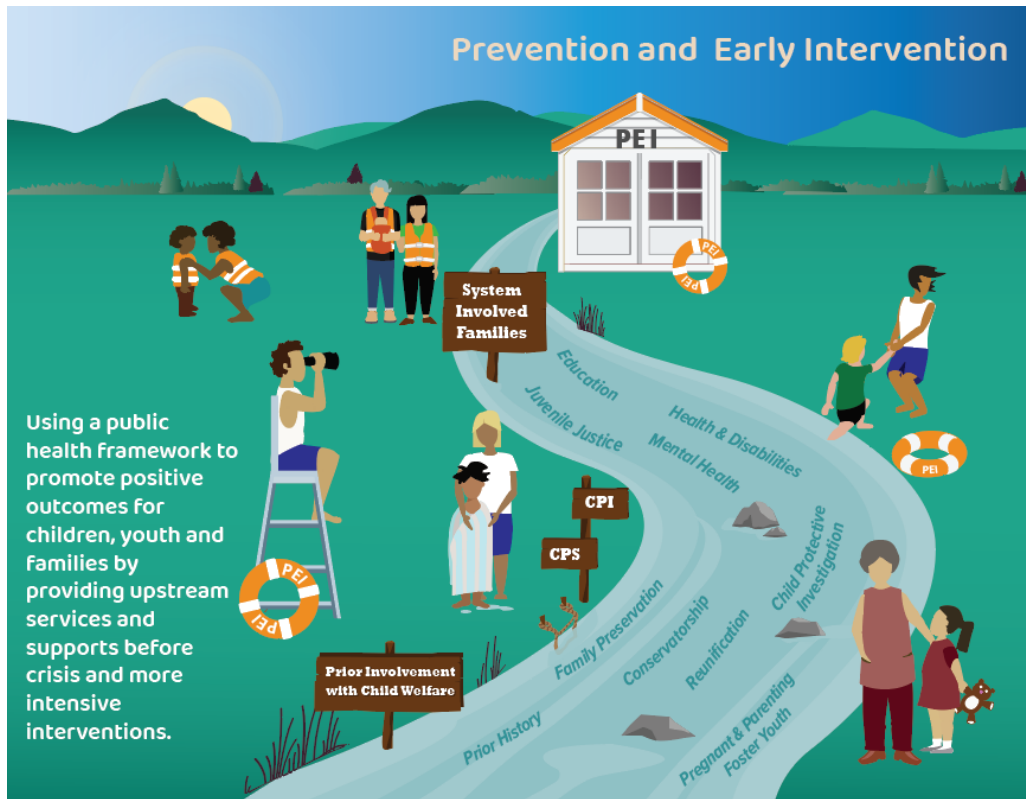 Prevention and Early Intervention
PEI
PEI
PEI
System
Involved
Families
Education
Juvenile Justice
Health & Disabilities
Mental Health
PEI
Using a public
health framework to
promote positive
outcomes for
children, youth and
families by
providing upstream
services and
supports before
crisis and more
intensive
interventions.
CPI
CPS
Child Protective
Investigation
PEI
PEI
Family Preservation
Conservatorship
Reunification
Prior Involvement
with Child Welfare
Prior History
Pregnant & Parenting
Foster Youth